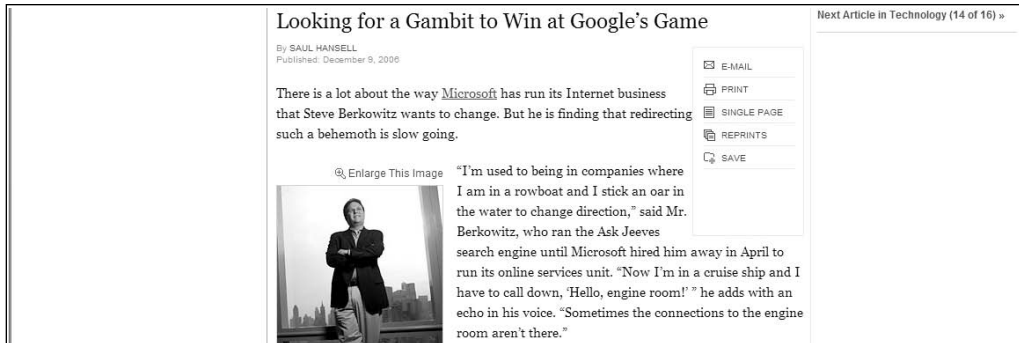 Looking for a Gambit to Win at Google’s Game
Next Article in Technology (14 of 16) »
By SAUL HANSELL
Published: December 9, 2006
E-MAIL
PRINT
SINGLE PAGE
REPRINTS
SAVE
There is a lot about the way Microsoft has run its Internet business
that Steve Berkowitz wants to change. But he is finding that redirecting
such a behemoth is slow going.
Enlarge This Image
“I’m used to being in companies where
I am in a rowboat and I stick an oar in
the water to change direction,” said Mr.
Berkowitz, who ran the Ask Jeeves
search engine until Microsoft hired him away in April to
run its online services unit. “Now I’m in a cruise ship and I
have to call down, ‘Hello, engine room!’ ” he adds with an
echo in his voice. “Sometimes the connections to the engine
room aren’t there.”